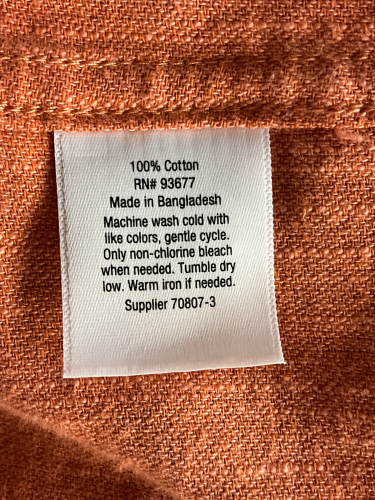 100% Cotton
RN# 93677
Made in Bangladesh
Machine wash cold with
like colors, gentle cycle.
Only non-chlorine bleach
when needed. Tumble dry
low. Warm iron if needed.
Supplier 70807-3